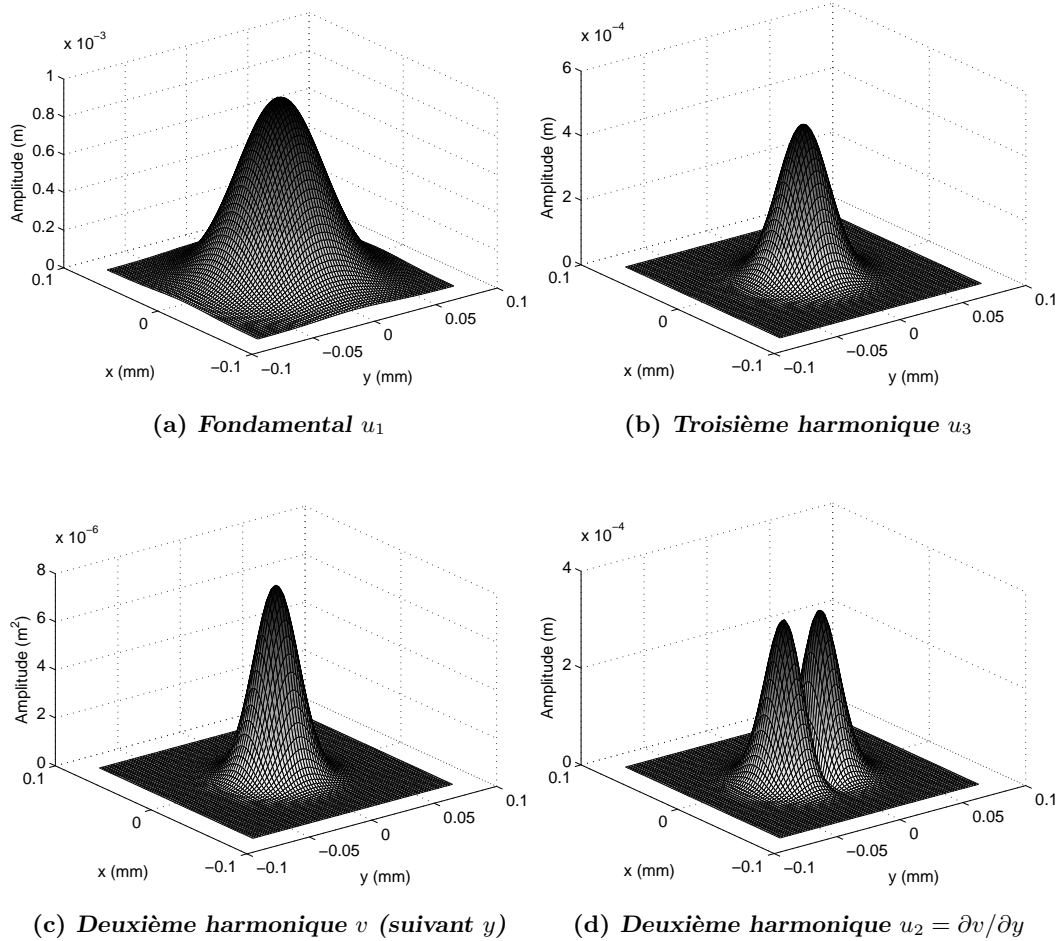 x 10⁻³
1
0.8
0.6
0.4
0.2
0
Amplitude (m)
0.1
0
−0.1
x (mm)
−0.1
−0.05
0
0.05
0.1
y (mm)
(a) Fondamental u₁
x 10⁻⁴
6
4
2
0
Amplitude (m)
0.1
0
−0.1
x (mm)
−0.1
−0.05
0
0.05
0.1
y (mm)
(b) Troisième harmonique u₃
x 10⁻⁶
8
6
4
2
0
Amplitude (m²)
0.1
0
−0.1
x (mm)
−0.1
−0.05
0
0.05
0.1
y (mm)
(c) Deuxième harmonique v (suivant y)
x 10⁻⁴
4
2
0
Amplitude (m)
0.1
0
−0.1
x (mm)
−0.1
−0.05
0
0.05
0.1
y (mm)
(d) Deuxième harmonique u₂ = ∂v/∂y